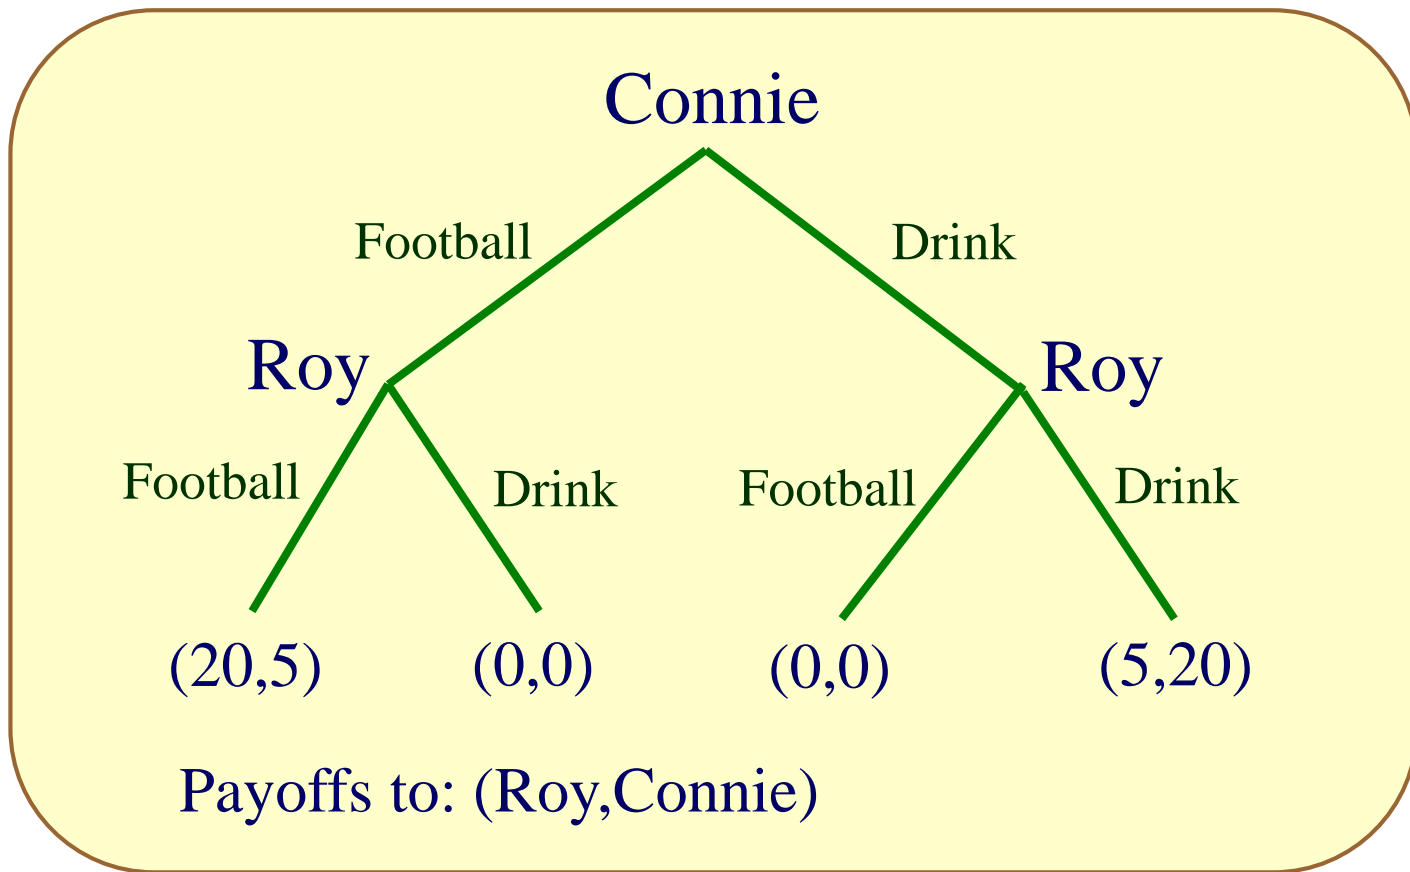 Connie
Football Drink
Roy Roy
Football Drink Football Drink
(20,5) (0,0) (0,0) (5,20)
Payoffs to: (Roy,Connie)